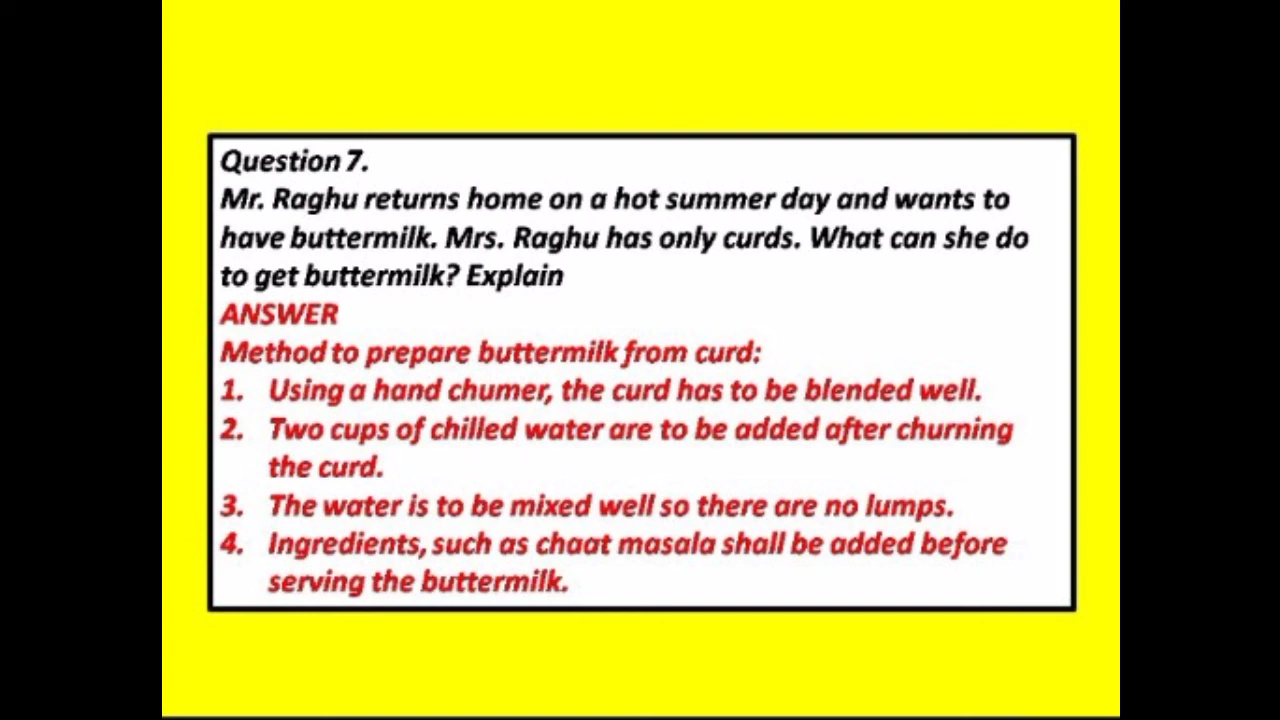 Question 7.
Mr. Raghu returns home on a hot summer day and wants to
have buttermilk. Mrs. Raghu has only curds. What can she do
to get buttermilk? Explain
ANSWER
Method to prepare buttermilk from curd:
1. Using a hand chumer, the curd has to be blended well.
2. Two cups of chilled water are to be added after churning
the curd.
3. The water is to be mixed well so there are no lumps.
4. Ingredients, such as chaat masala shall be added before
serving the buttermilk.